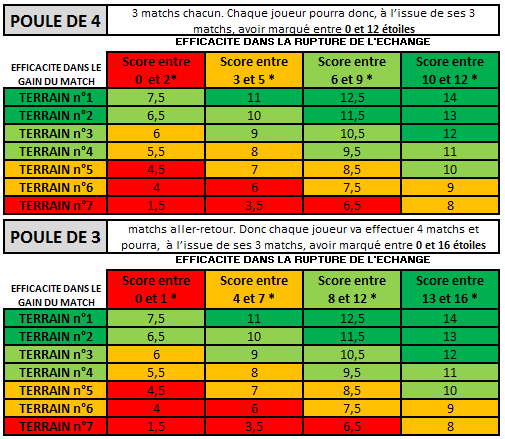 POULE DE 4
3 matchs chacun. Chaque joueur pourra donc, à l'issue de ses 3
matchs, avoir marqué entre 0 et 12 étoiles
EFFICACITE DANS LA RUPTURE DE L'ECHANGE
EFFICACITE DANS LE GAIN DU MATCH
Score entre 0 et 2*
Score entre 3 et 5 *
Score entre 6 et 9 *
Score entre 10 et 12 *
TERRAIN n°1 7,5 11 12,5 14
TERRAIN n°2 6,5 10 11,5 13
TERRAIN n°3 6 9 10,5 12
TERRAIN n°4 5,5 8 9,5 11
TERRAIN n°5 4,5 7 8,5 10
TERRAIN n°6 4 6 7,5 9
TERRAIN n°7 1,5 3,5 6,5 8
POULE DE 3
matchs aller-retour. Donc chaque joueur va effectuer 4 matchs et
pourra, à l'issue de ses 3 matchs, avoir marqué entre 0 et 16 étoiles
EFFICACITE DANS LA RUPTURE DE L'ECHANGE
EFFICACITE DANS LE GAIN DU MATCH
Score entre 0 et 1 *
Score entre 4 et 7 *
Score entre 8 et 12 *
Score entre 13 et 16 *
TERRAIN n°1 7,5 11 12,5 14
TERRAIN n°2 6,5 10 11,5 13
TERRAIN n°3 6 9 10,5 12
TERRAIN n°4 5,5 8 9,5 11
TERRAIN n°5 4,5 7 8,5 10
TERRAIN n°6 4 6 7,5 9
TERRAIN n°7 1,5 3,5 6,5 8